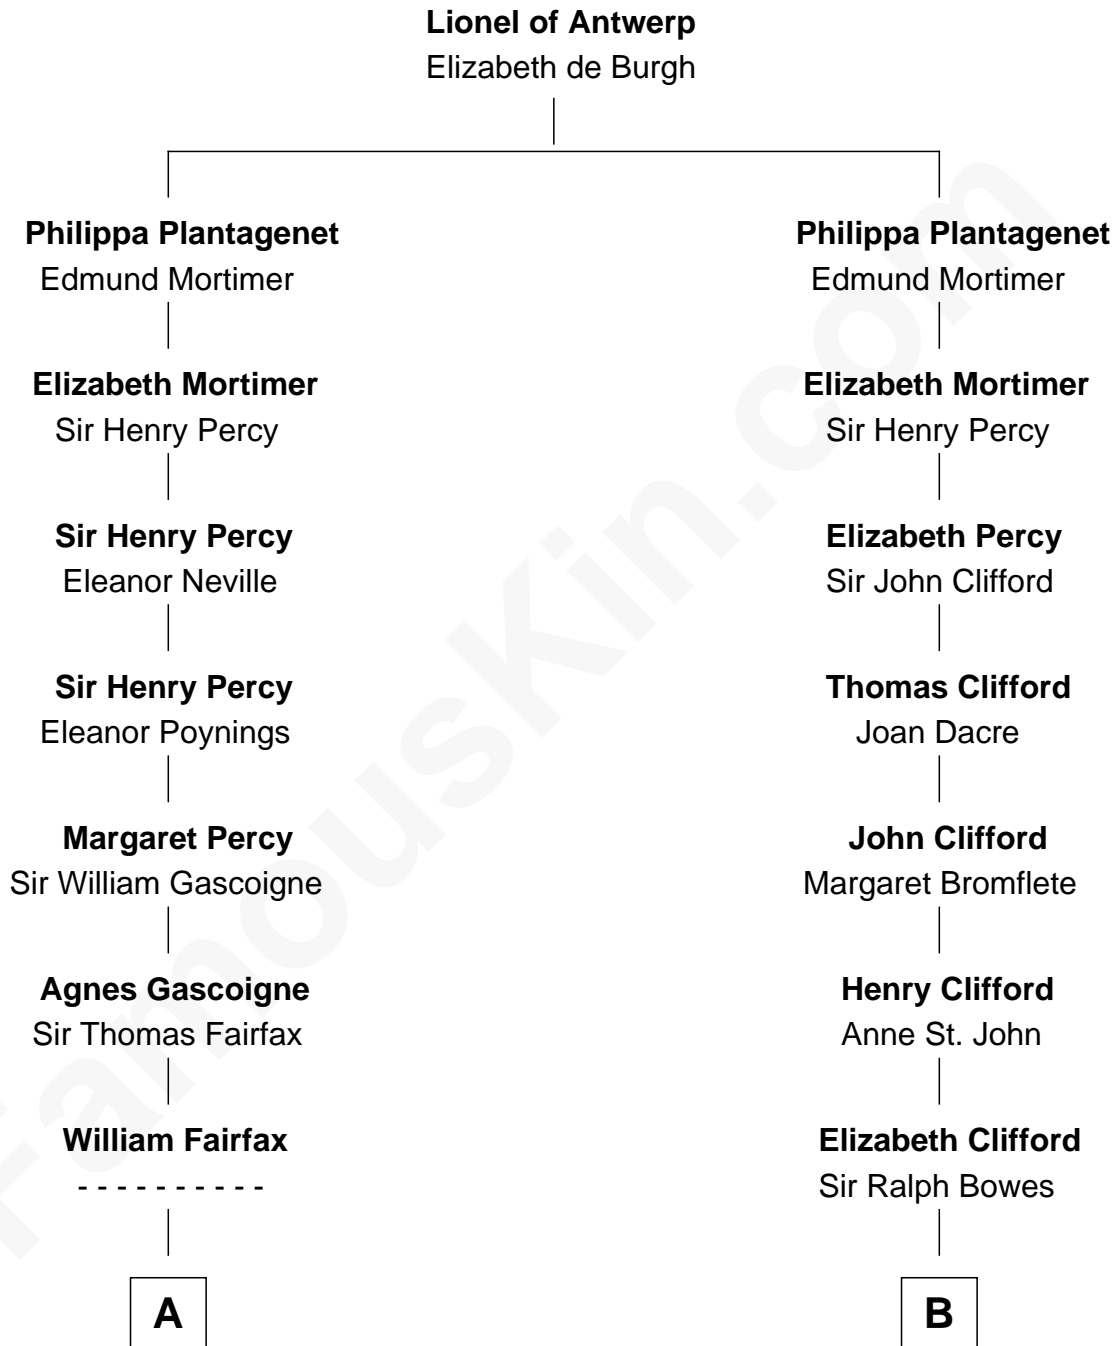 Lionel of Antwerp
Elizabeth de Burgh
Philippa Plantagenet
Edmund Mortimer
Elizabeth Mortimer
Sir Henry Percy
Sir Henry Percy
Eleanor Neville
Sir Henry Percy
Eleanor Poynings
Margaret Percy
Sir William Gascoigne
Agnes Gascoigne
Sir Thomas Fairfax
William Fairfax
- - - - - - - - - -
A
Philippa Plantagenet
Edmund Mortimer
Elizabeth Mortimer
Sir Henry Percy
Elizabeth Percy
Sir John Clifford
Thomas Clifford
Joan Dacre
John Clifford
Margaret Bromflete
Henry Clifford
Anne St. John
Elizabeth Clifford
Sir Ralph Bowes
B
FamousKin.com